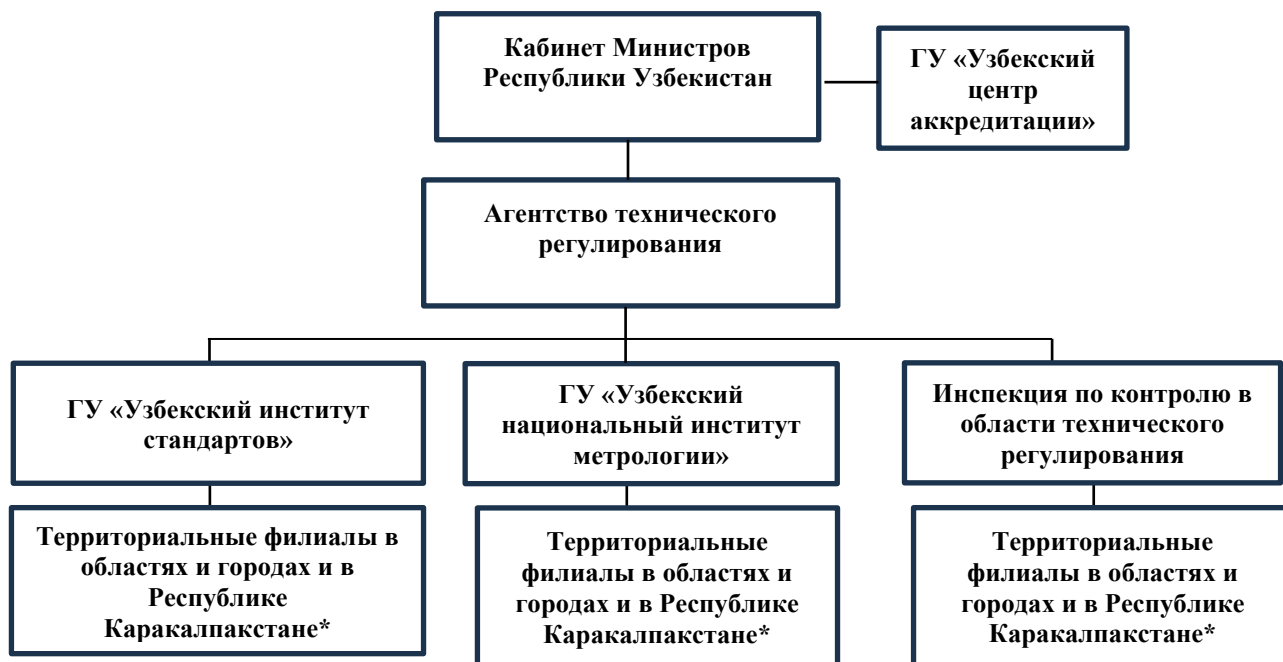 Кабинет Министров
Республики Узбекистан
ГУ «Узбекский
центр
аккредитации»
Агентство технического
регулирования
ГУ «Узбекский институт
стандартов»
ГУ «Узбекский
национальный институт
метрологии»
Инспекция по контролю в
области технического
регулирования
Территориальные филиалы в
областях и городах и в
Республике
Каракалпакстане*
Территориальные
филиалы в областях и
городах и в Республике
Каракалпакстане*
Территориальные
филиалы в областях и
городах и в Республике
Каракалпакстане*